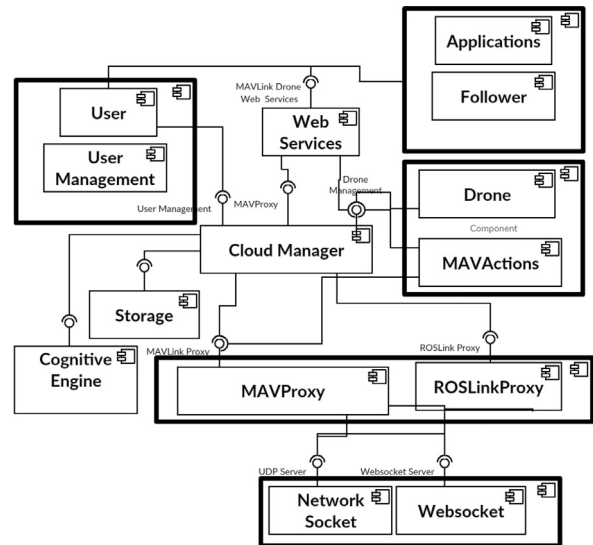 Applications
MAVLink Drone
Web Services
User
Follower
Web
Services
User
Management
Drone
Management
Drone
User Management
MAVProxy
Component
Cloud Manager
MAVActions
Storage
MAVLink Proxy
ROSLink Proxy
Cognitive
Engine
MAVProxy
ROSLinkProxy
UDP Server
Websocket Server
Network
Socket
Websocket